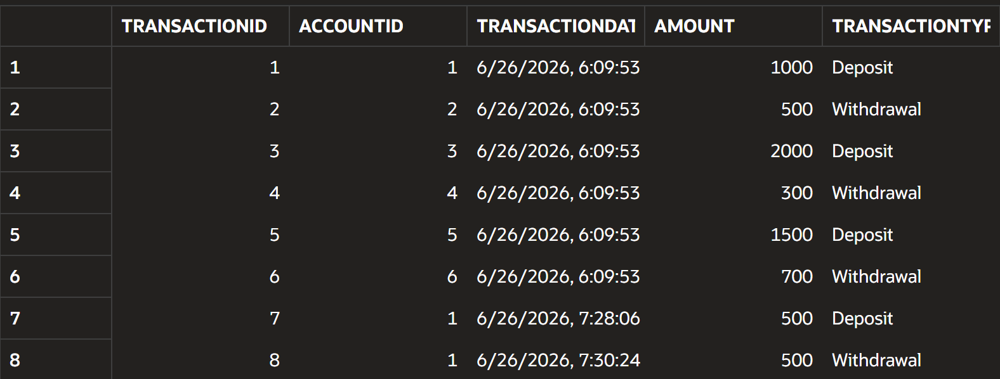 TRANSACTIONID ACCOUNTID TRANSACTIONDAT AMOUNT TRANSACTIONTYP
1 1 1 6/26/2026, 6:09:53 1000 Deposit
2 2 2 6/26/2026, 6:09:53 500 Withdrawal
3 3 3 6/26/2026, 6:09:53 2000 Deposit
4 4 4 6/26/2026, 6:09:53 300 Withdrawal
5 5 5 6/26/2026, 6:09:53 1500 Deposit
6 6 6 6/26/2026, 6:09:53 700 Withdrawal
7 7 1 6/26/2026, 7:28:06 500 Deposit
8 8 1 6/26/2026, 7:30:24 500 Withdrawal